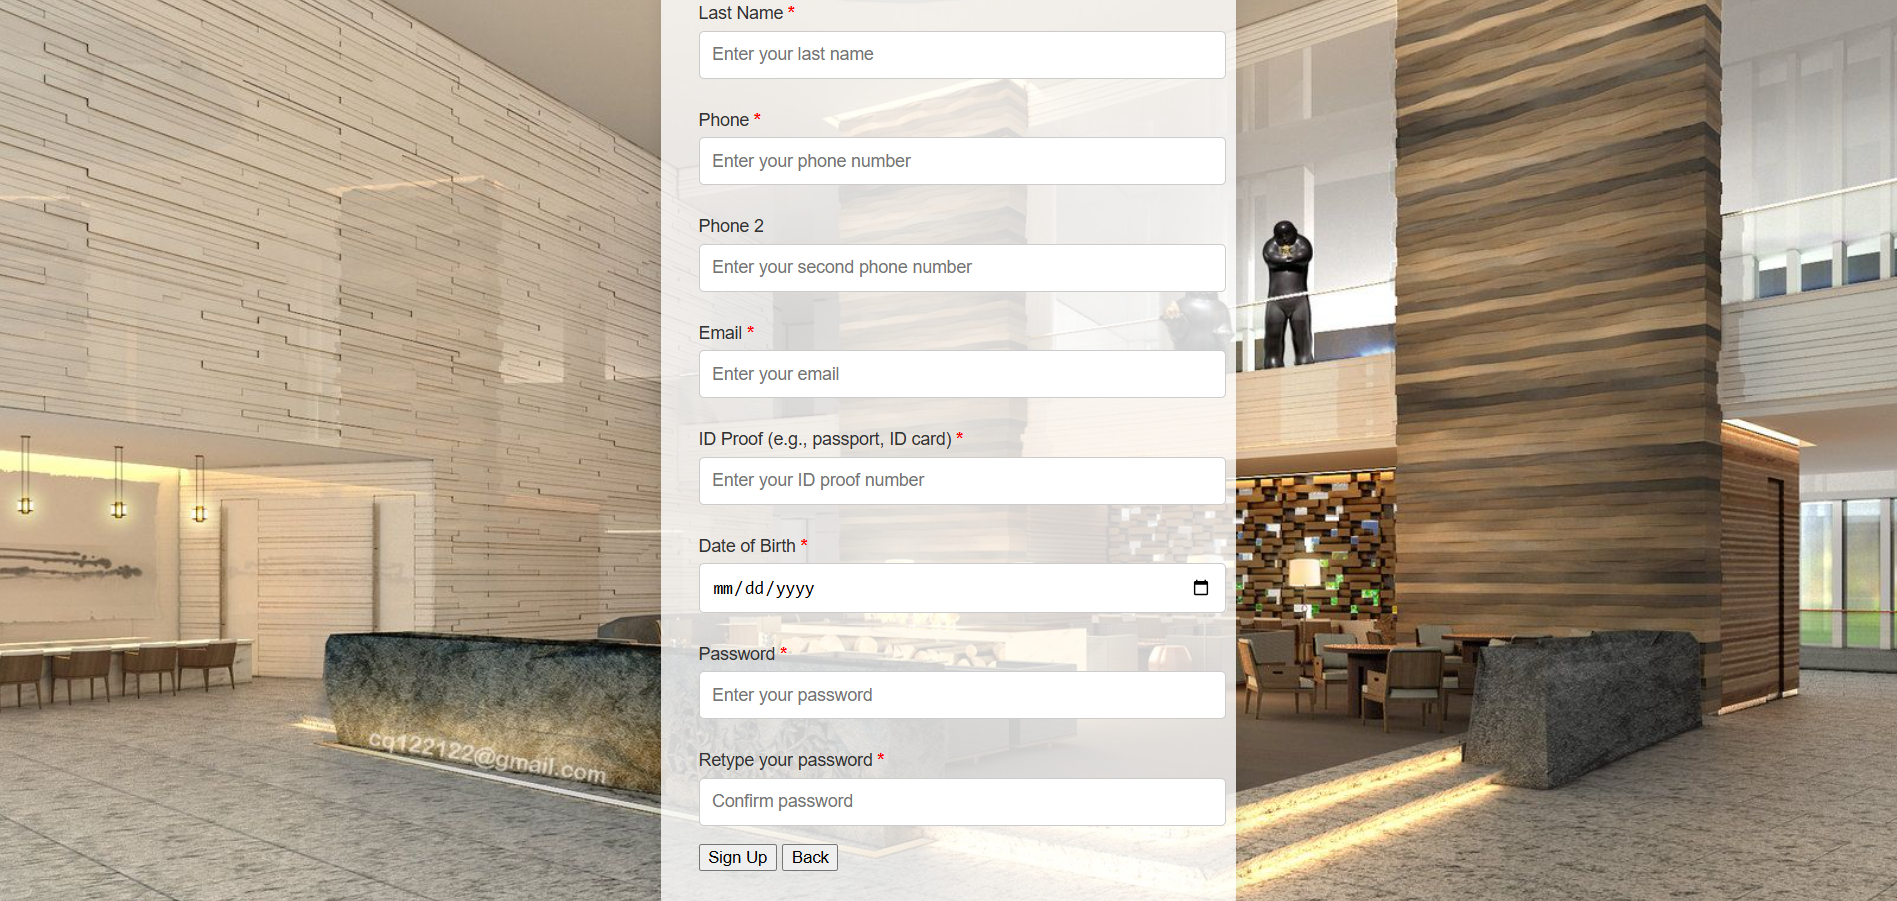 Last Name *
Enter your last name
Phone *
Enter your phone number
Phone 2
Enter your second phone number
Email *
Enter your email
ID Proof (e.g., passport, ID card) *
Enter your ID proof number
Date of Birth *
mm/dd/yyyy
Password *
Enter your password
cq122122@gmail.com
Retype your password *
Confirm password
Sign Up Back